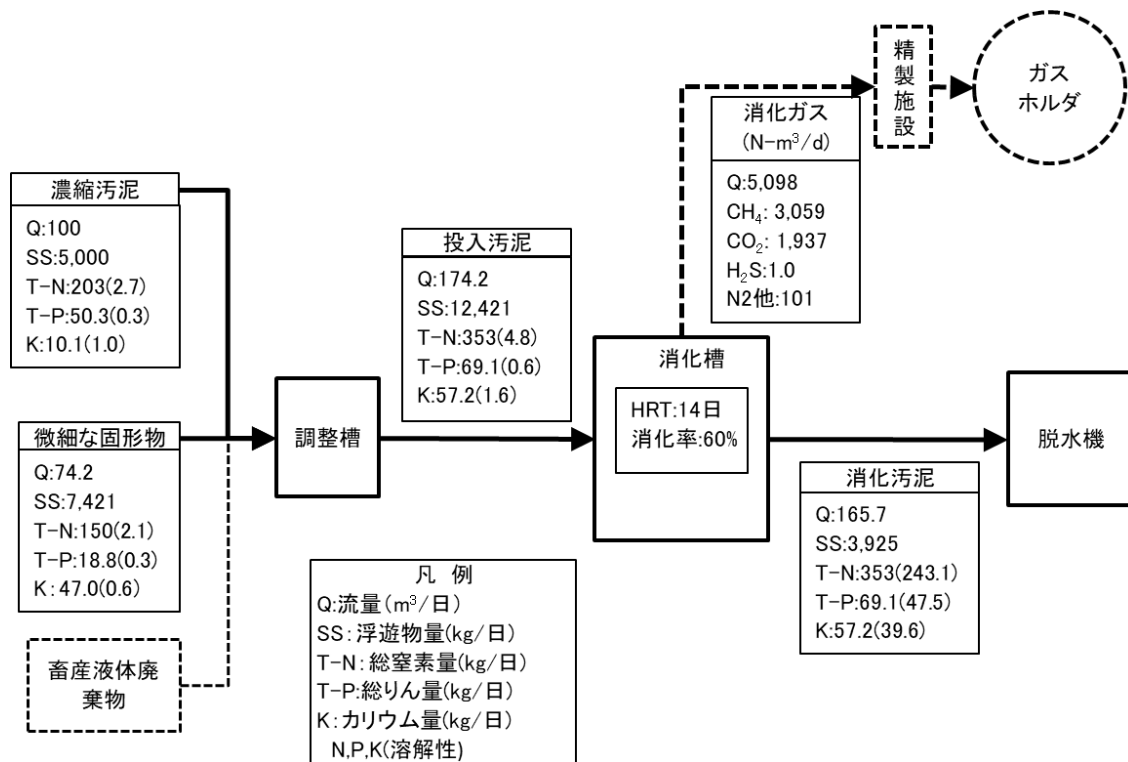 精製施設
ガス
ホルダ
消化ガス
(N-m³/d)
Q:5,098
CH₄: 3,059
CO₂: 1,937
H₂S:1.0
N2他:101
濃縮汚泥
Q:100
SS:5,000
T-N:203(2.7)
T-P:50.3(0.3)
K:10.1(1.0)
投入汚泥
Q:174.2
SS:12,421
T-N:353(4.8)
T-P:69.1(0.6)
K:57.2(1.6)
微細な固形物
Q:74.2
SS:7,421
T-N:150(2.1)
T-P:18.8(0.3)
K:47.0(0.6)
調整槽
消化槽
HRT:14日
消化率:60%
脱水機
消化汚泥
Q:165.7
SS:3,925
T-N:353(243.1)
T-P:69.1(47.5)
K:57.2(39.6)
畜産液体廃
棄物
凡 例
Q:流量(m³/日)
SS:浮遊物量(kg/日)
T-N:総窒素量(kg/日)
T-P:総りん量(kg/日)
K:カリウム量(kg/日)
N,P,K(溶解性)